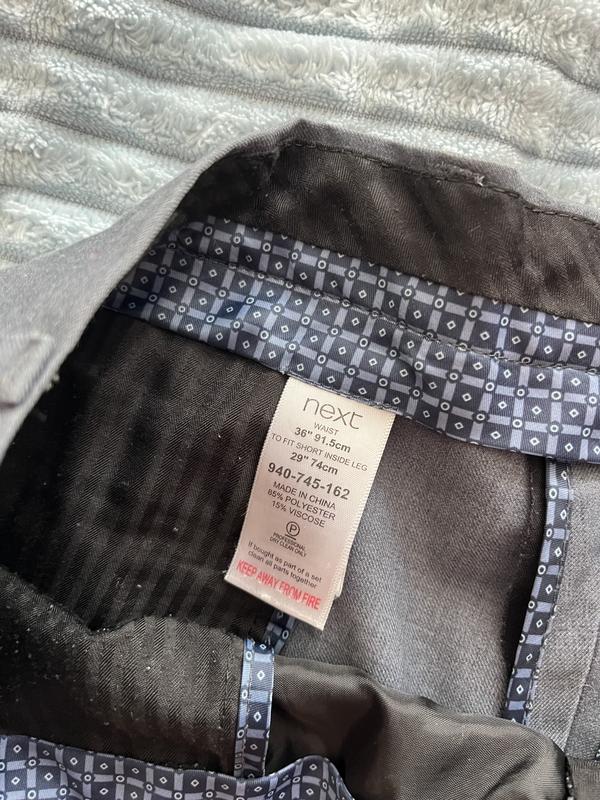 next
WAIST
36" 91.5cm
TO FIT SHORT INSIDE LEG
29" 74cm
940-745-162
MADE IN CHINA
85% POLYESTER
15% VISCOSE
P
PROFESSIONAL
DRY CLEAN ONLY
If bought as part of a set
clean all parts together
KEEP AWAY FROM FIRE